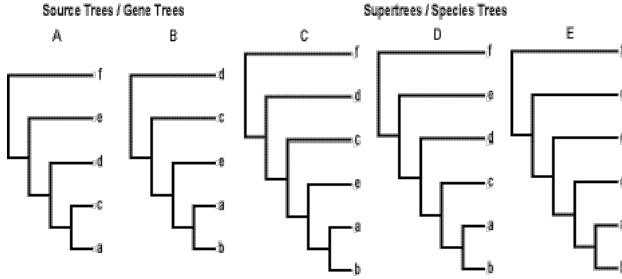 Source Trees / Gene Trees
Supertrees / Species Trees
A B C D E
f d f f
e c d e
d e c d
c a e c
a b a a
b b